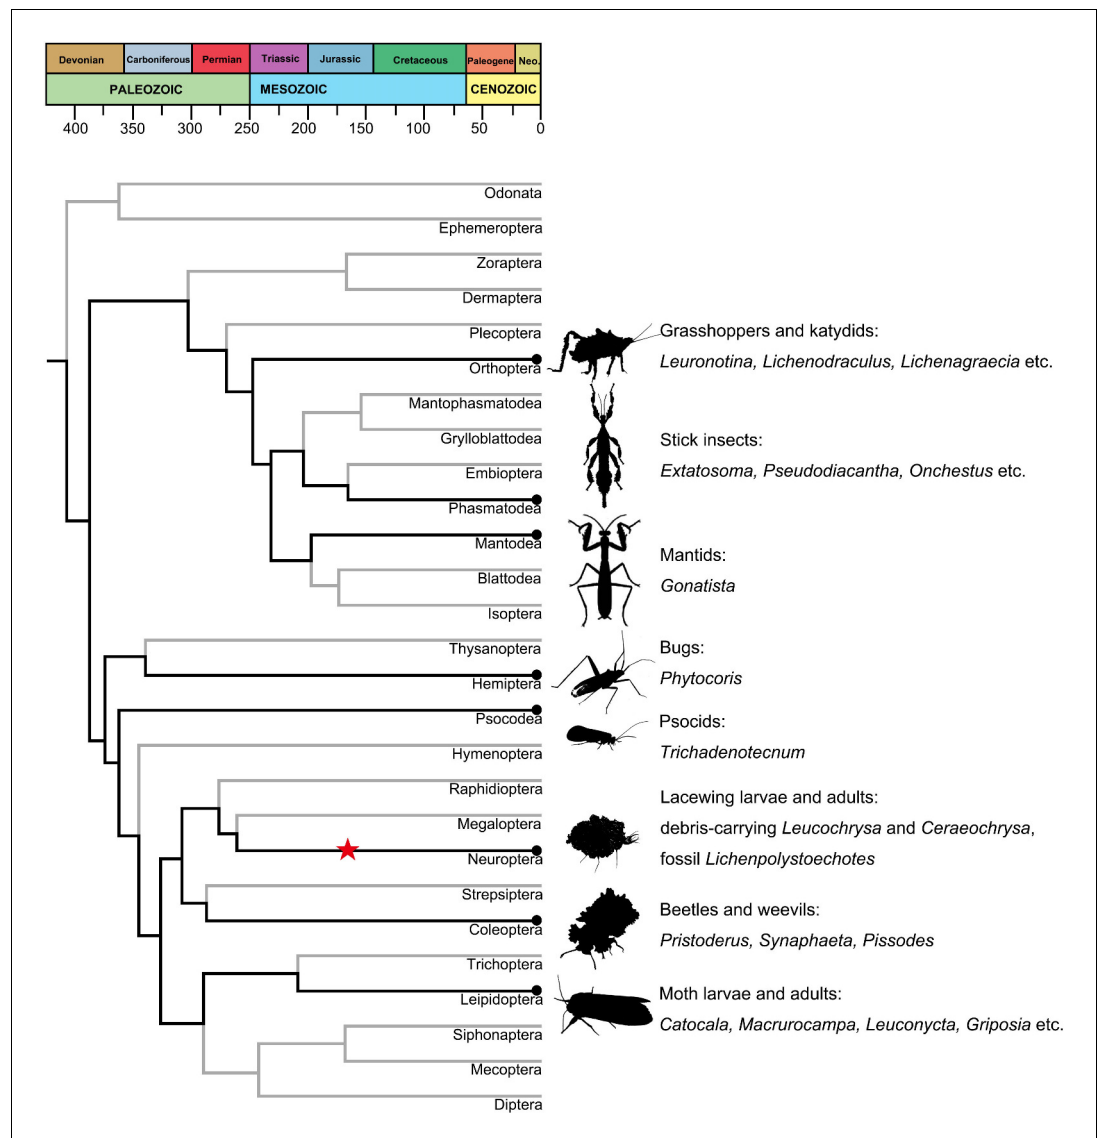 Devonian Carboniferous Permian Triassic Jurassic Cretaceous Paleogene Neo.
PALEOZOIC MESOZOIC CENOZOIC
400 350 300 250 200 150 100 50 0
Odonata
Ephemeroptera
Zoraptera
Dermaptera
Plecoptera
Grasshoppers and katydids:
Orthoptera
Leuronotina, Lichenodraculus, Lichenagraecia etc.
Mantophasmatodea
Grylloblattodea
Stick insects:
Embioptera
Extatosoma, Pseudodiacantha, Onchestus etc.
Phasmatodea
Mantodea
Mantids:
Blattodea
Gonatista
Isoptera
Thysanoptera
Bugs:
Hemiptera
Phytocoris
Psocodea
Psocids:
Hymenoptera
Trichadenotecnum
Raphidioptera
Lacewing larvae and adults:
Megaloptera
debris-carrying Leucochrysa and Ceraeochrysa,
Neuroptera
fossil Lichenpolystoechotes
Strepsiptera
Beetles and weevils:
Coleoptera
Pristoderus, Synaphaeta, Pissodes
Trichoptera
Moth larvae and adults:
Leipidoptera
Catocala, Macrurocampa, Leuconycta, Griposia etc.
Siphonaptera
Mecoptera
Diptera